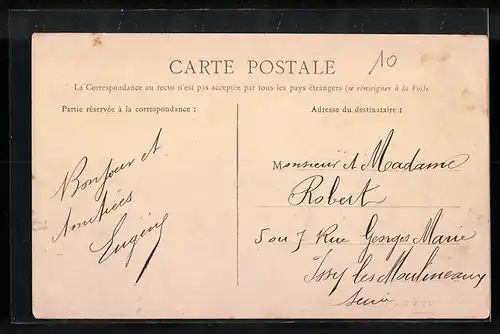 CARTE POSTALE
10
La Correspondance au recto n'est pas acceptée par tous les pays étrangers (se renseigner à la Poste
Partie réservée à la correspondance :
Bonjour et
Amitiées
Eugénie
Adresse du destinataire :
Monsieur et Madame
Robert
5 ou 7 Rue Georges Marie
Issy les Moulineaux
Seine